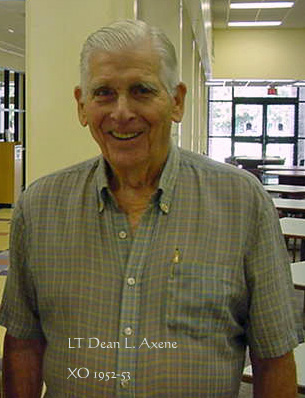 LT Dean L. Axene
XO 1952-53